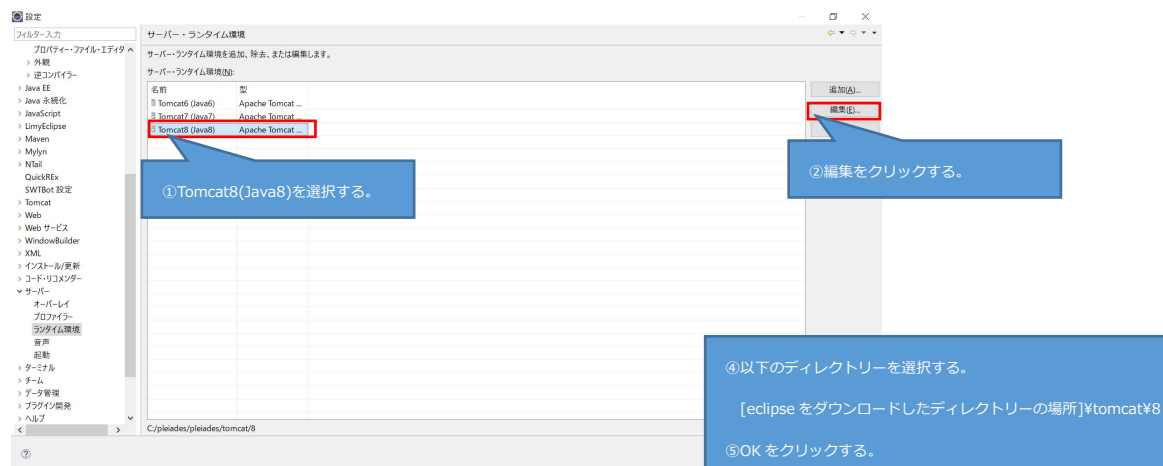 設定
フィルター入力
プロパティー・ファイル・エディタ
外観
逆コンパイラー
Java EE
Java 永続化
JavaScript
LimyEclipse
Maven
Mylyn
NTail
QuickREx
SWTBot 設定
Tomcat
Web
Web サービス
WindowBuilder
XML
インストール/更新
コード・リコメンダー
サーバー
オーバーレイ
プロファイラー
ランタイム環境
音声
起動
ターミナル
チーム
データ管理
プラグイン開発
ヘルプ
サーバー・ランタイム環境
サーバー・ランタイム環境を追加、除去、または編集します。
サーバー・ランタイム環境(N):
名前 型
Tomcat6 (Java6) Apache Tomcat ...
Tomcat7 (Java7) Apache Tomcat ...
Tomcat8 (Java8) Apache Tomcat ...
追加(A)...
編集(E)...
①Tomcat8(Java8)を選択する。
②編集をクリックする。
C:/pleiades/pleiades/tomcat/8
④以下のディレクトリーを選択する。
[eclipse をダウンロードしたディレクトリーの場所]¥tomcat¥8
⑤OK をクリックする。